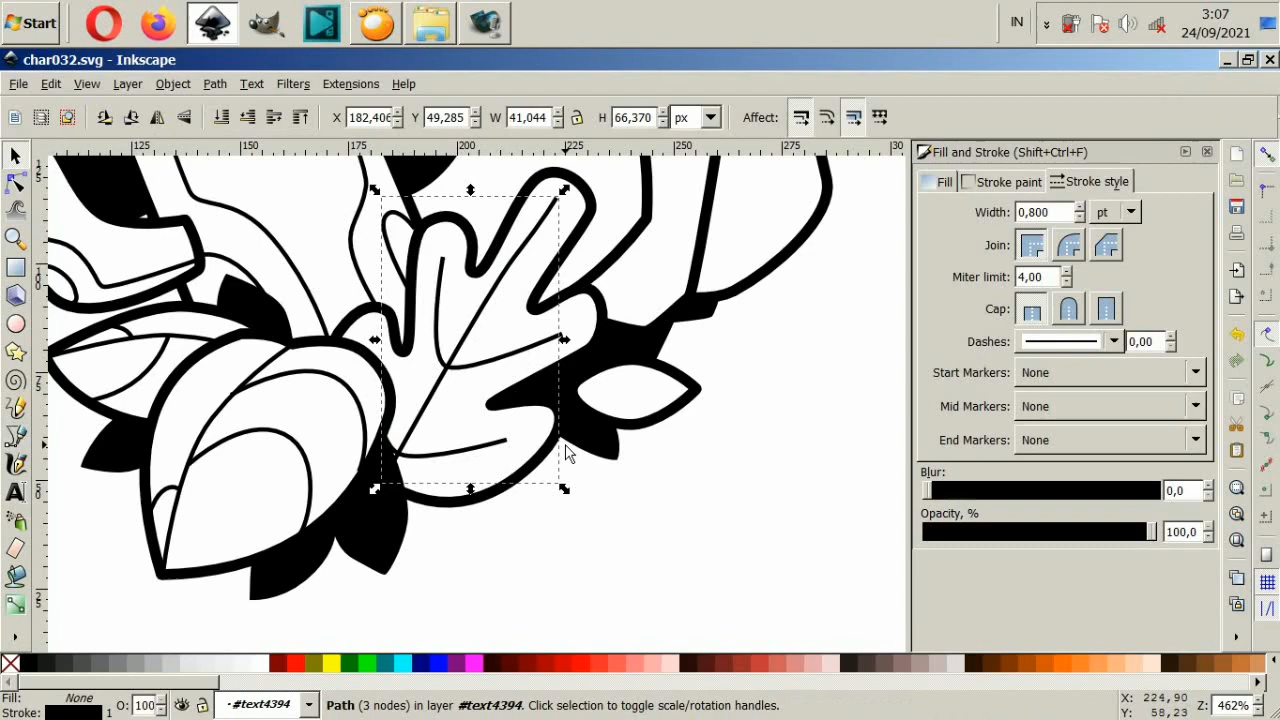 Start
IN
3:07
24/09/2021
char032.svg - Inkscape
File Edit View Layer Object Path Text Filters Extensions Help
X 182,406 Y 49,285 W 41,044 H 66,370 px Affect:
125 150 175 200 225 250 275 30
Fill and Stroke (Shift+Ctrl+F)
Fill Stroke paint Stroke style
Width: 0,800 pt
Join:
Miter limit: 4,00
Cap:
Dashes: 0,00
Start Markers: None
Mid Markers: None
End Markers: None
Blur:
0,0
Opacity, %
100,0
Fill: None
Stroke: 1
O: 100
#text4394
Path (3 nodes) in layer #text4394. Click selection to toggle scale/rotation handles.
X: 224,90
Y: 58,23
Z: 462%